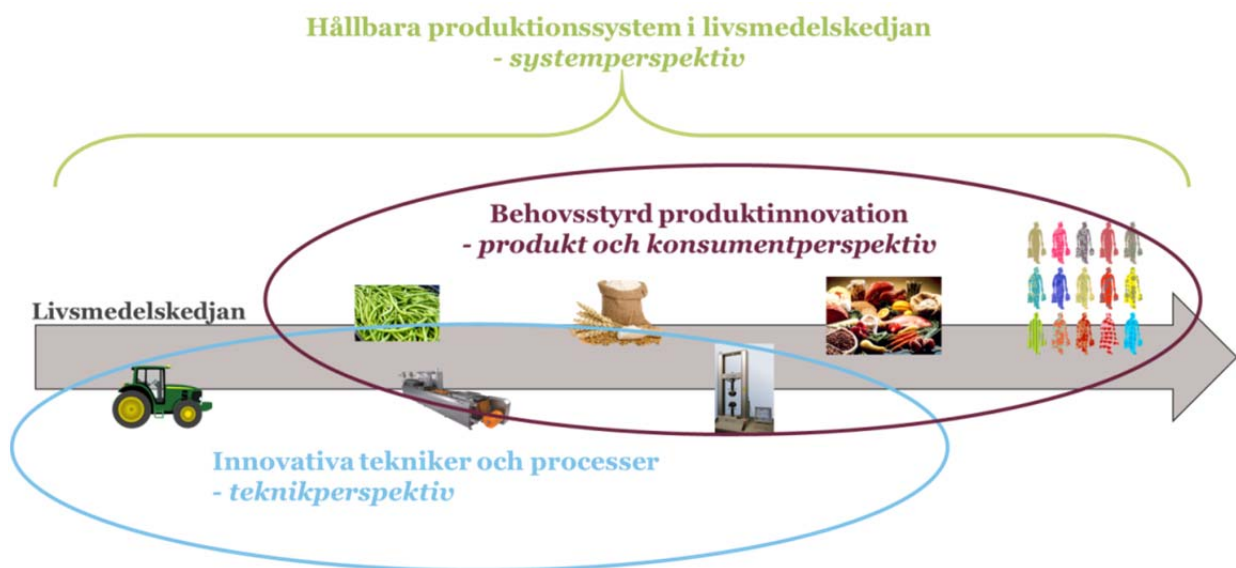 Hållbara produktionssystem i livsmedelskedjan
- systemperspektiv
Behovsstyrd produktinnovation
- produkt och konsumentperspektiv
Livsmedelskedjan
Innovativa tekniker och processer
- teknikperspektiv